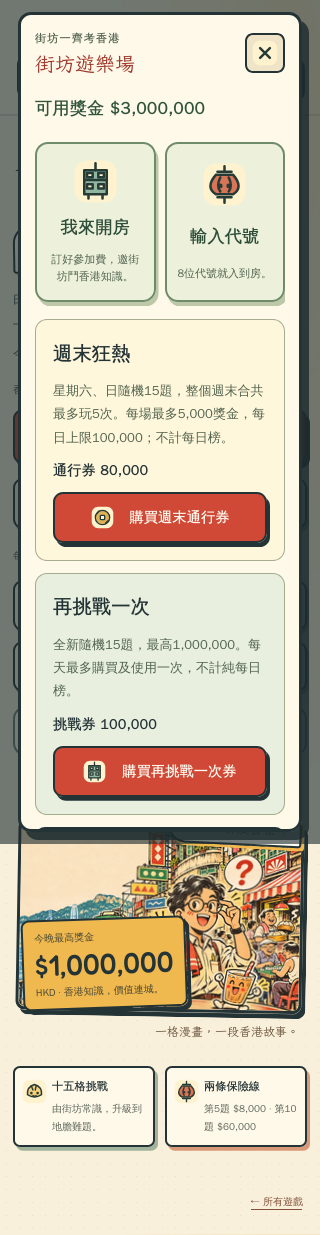 街坊一齊考香港
街坊遊樂場
可用獎金 $3,000,000
我來開房
訂好參加費，邀街
坊鬥香港知識。
輸入代號
8位代號就入到房。
週末狂熱
星期六、日隨機15題，整個週末合共
最多玩5次。每場最多5,000獎金，每
日上限100,000；不計每日榜。
通行券 80,000
購買週末通行券
再挑戰一次
全新隨機15題，最高1,000,000。每
天最多購買及使用一次，不計純每日
榜。
挑戰券 100,000
購買再挑戰一次券
?
今晚最高獎金
$1,000,000
HKD · 香港知識，價值連城。
一格漫畫，一段香港故事。
十五格挑戰
由街坊常識，升級到
地膽難題。
兩條保險線
第5題 $8,000 · 第10
題 $60,000
← 所有遊戲